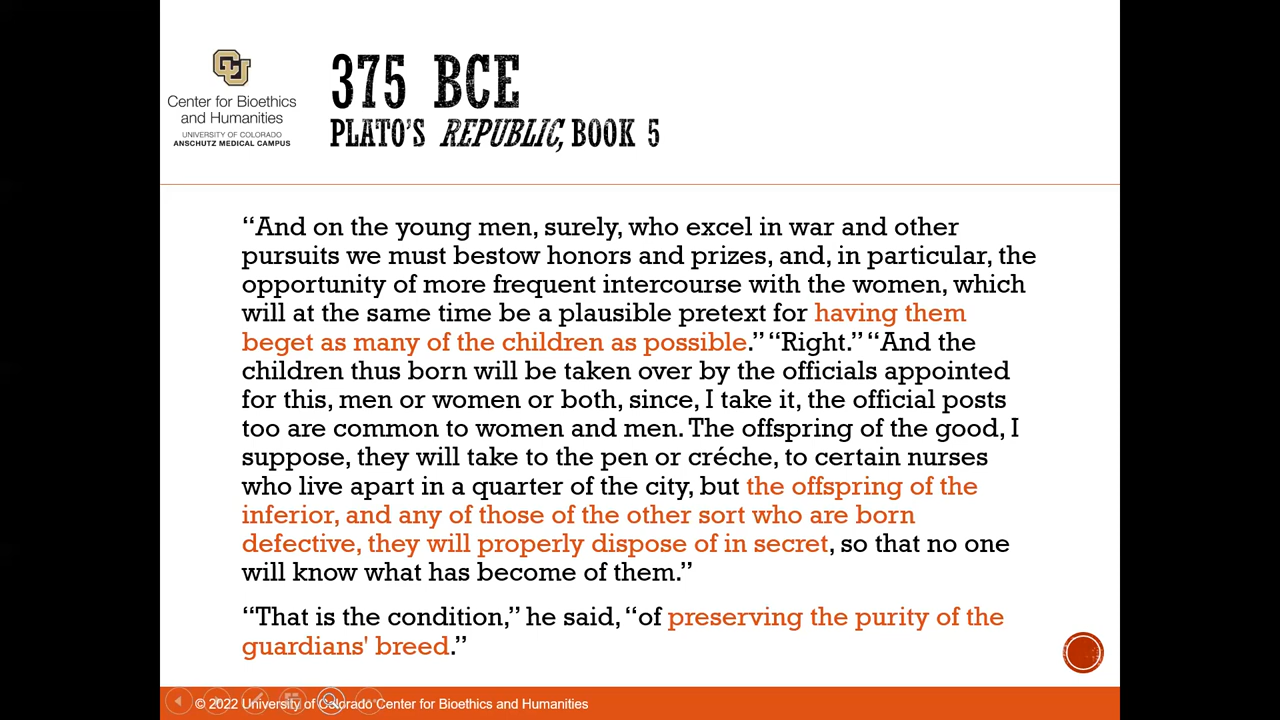 375 BCE
PLATO'S REPUBLIC, BOOK 5
CU
Center for Bioethics
and Humanities
UNIVERSITY OF COLORADO
ANSCHUTZ MEDICAL CAMPUS
“And on the young men, surely, who excel in war and other
pursuits we must bestow honors and prizes, and, in particular, the
opportunity of more frequent intercourse with the women, which
will at the same time be a plausible pretext for having them
beget as many of the children as possible.” “Right.” “And the
children thus born will be taken over by the officials appointed
for this, men or women or both, since, I take it, the official posts
too are common to women and men. The offspring of the good, I
suppose, they will take to the pen or créche, to certain nurses
who live apart in a quarter of the city, but the offspring of the
inferior, and any of those of the other sort who are born
defective, they will properly dispose of in secret, so that no one
will know what has become of them.”
“That is the condition,” he said, “of preserving the purity of the
guardians' breed.”
© 2022 University of Colorado Center for Bioethics and Humanities